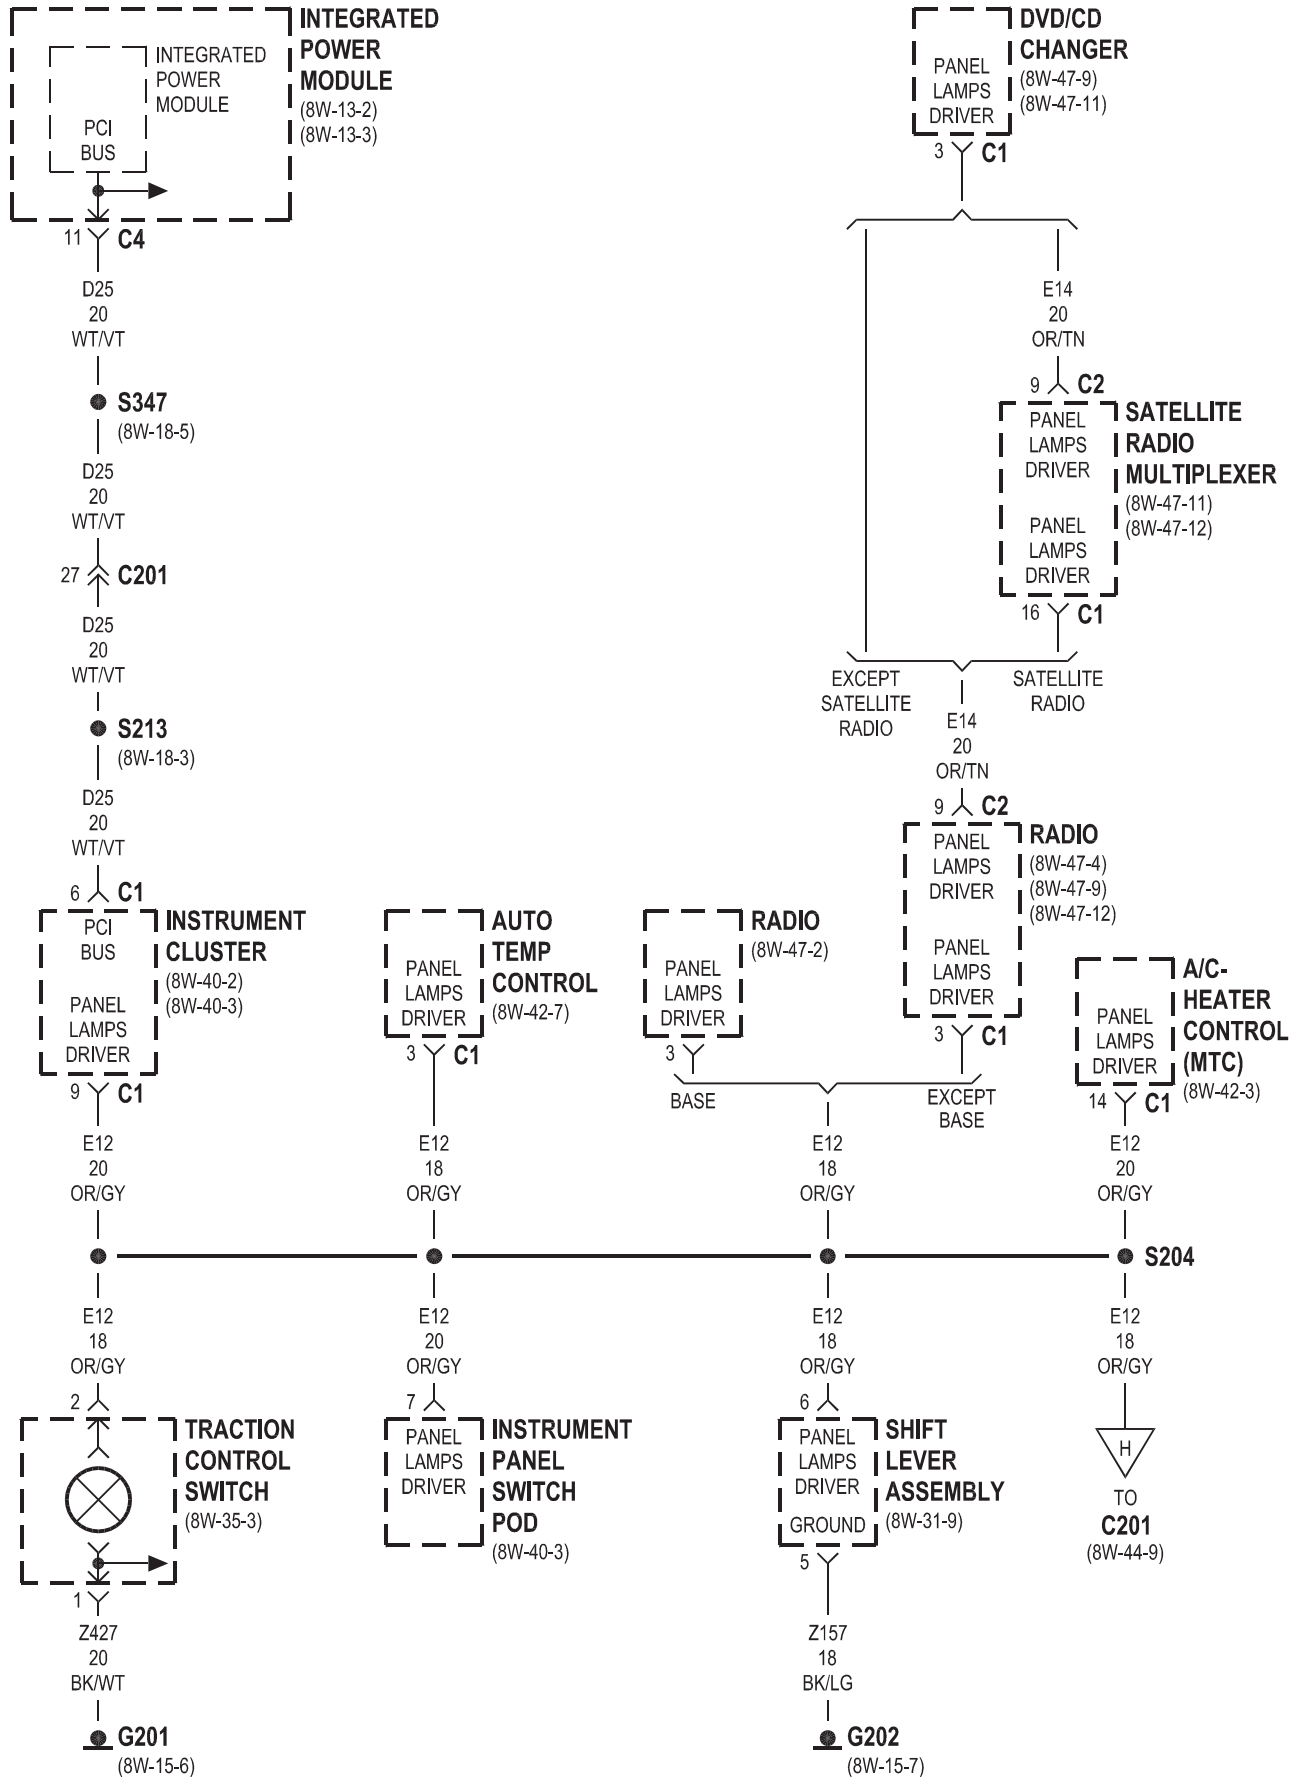 INTEGRATED
POWER
MODULE
(8W-13-2)
(8W-13-3)
INTEGRATED
POWER
MODULE
PCI
BUS
11 C4
D25
20
WT/VT
S347
(8W-18-5)
D25
20
WT/VT
27 C201
D25
20
WT/VT
S213
(8W-18-3)
D25
20
WT/VT
6 C1
INSTRUMENT
CLUSTER
(8W-40-2)
(8W-40-3)
PCI
BUS
PANEL
LAMPS
DRIVER
9 C1
E12
20
OR/GY
DVD/CD
CHANGER
(8W-47-9)
(8W-47-11)
PANEL
LAMPS
DRIVER
3 C1
E14
20
OR/TN
9 C2
SATELLITE
RADIO
MULTIPLEXER
(8W-47-11)
(8W-47-12)
PANEL
LAMPS
DRIVER
PANEL
LAMPS
DRIVER
16 C1
EXCEPT
SATELLITE
RADIO
SATELLITE
RADIO
E14
20
OR/TN
9 C2
RADIO
(8W-47-4)
(8W-47-9)
(8W-47-12)
PANEL
LAMPS
DRIVER
PANEL
LAMPS
DRIVER
3 C1
AUTO
TEMP
CONTROL
(8W-42-7)
PANEL
LAMPS
DRIVER
3 C1
E12
18
OR/GY
RADIO
(8W-47-2)
PANEL
LAMPS
DRIVER
3
BASE
EXCEPT
BASE
E12
18
OR/GY
A/C-
HEATER
CONTROL
(MTC)
(8W-42-3)
PANEL
LAMPS
DRIVER
14 C1
E12
20
OR/GY
S204
E12
18
OR/GY
2
TRACTION
CONTROL
SWITCH
(8W-35-3)
1
Z427
20
BK/WT
G201
(8W-15-6)
E12
20
OR/GY
7
PANEL
LAMPS
DRIVER
INSTRUMENT
PANEL
SWITCH
POD
(8W-40-3)
E12
18
OR/GY
6
PANEL
LAMPS
DRIVER
GROUND
SHIFT
LEVER
ASSEMBLY
(8W-31-9)
5
Z157
18
BK/LG
G202
(8W-15-7)
E12
18
OR/GY
H
TO
C201
(8W-44-9)